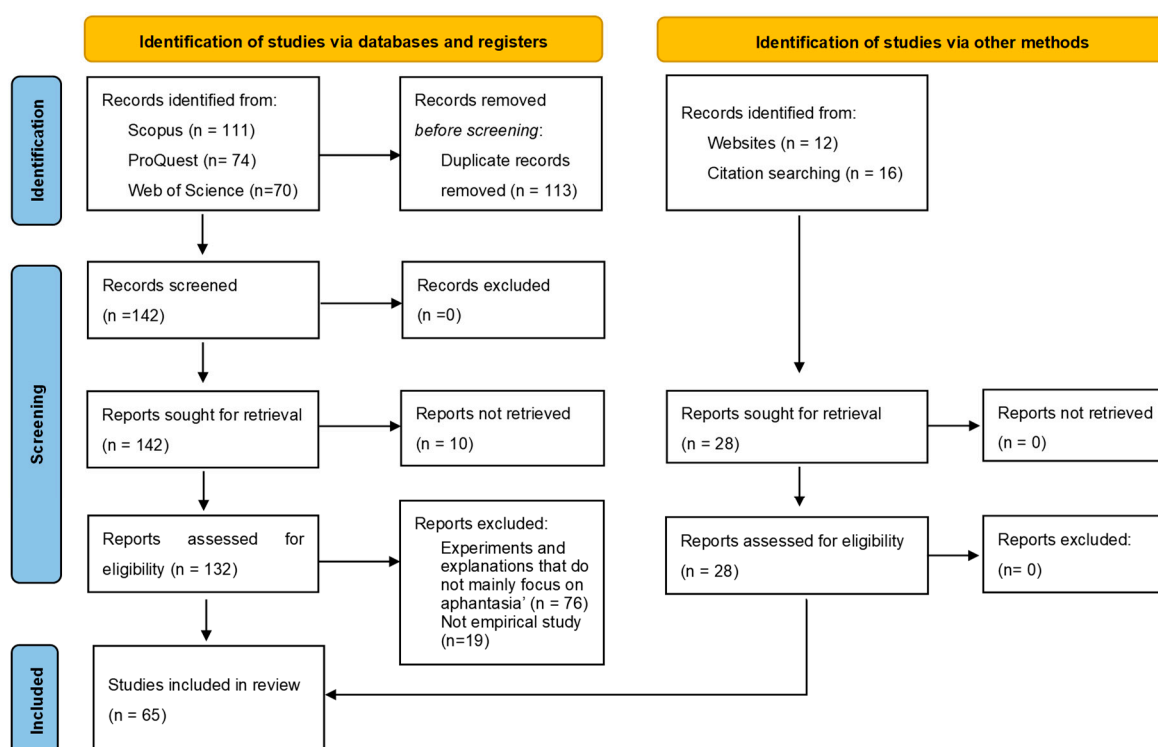 Identification of studies via databases and registers
Identification of studies via other methods
Identification
Records identified from:
Scopus (n = 111)
ProQuest (n= 74)
Web of Science (n=70)
Records removed
before screening:
Duplicate records
removed (n = 113)
Records identified from:
Websites (n = 12)
Citation searching (n = 16)
Screening
Records screened
(n =142)
Records excluded
(n =0)
Reports sought for retrieval
(n = 142)
Reports not retrieved
(n = 10)
Reports sought for retrieval
(n = 28)
Reports not retrieved
(n = 0)
Reports assessed for
eligibility (n = 132)
Reports excluded:
Experiments and
explanations that do
not mainly focus on
aphantasia’ (n = 76)
Not empirical study
(n=19)
Reports assessed for eligibility
(n = 28)
Reports excluded:
(n= 0)
Included
Studies included in review
(n = 65)